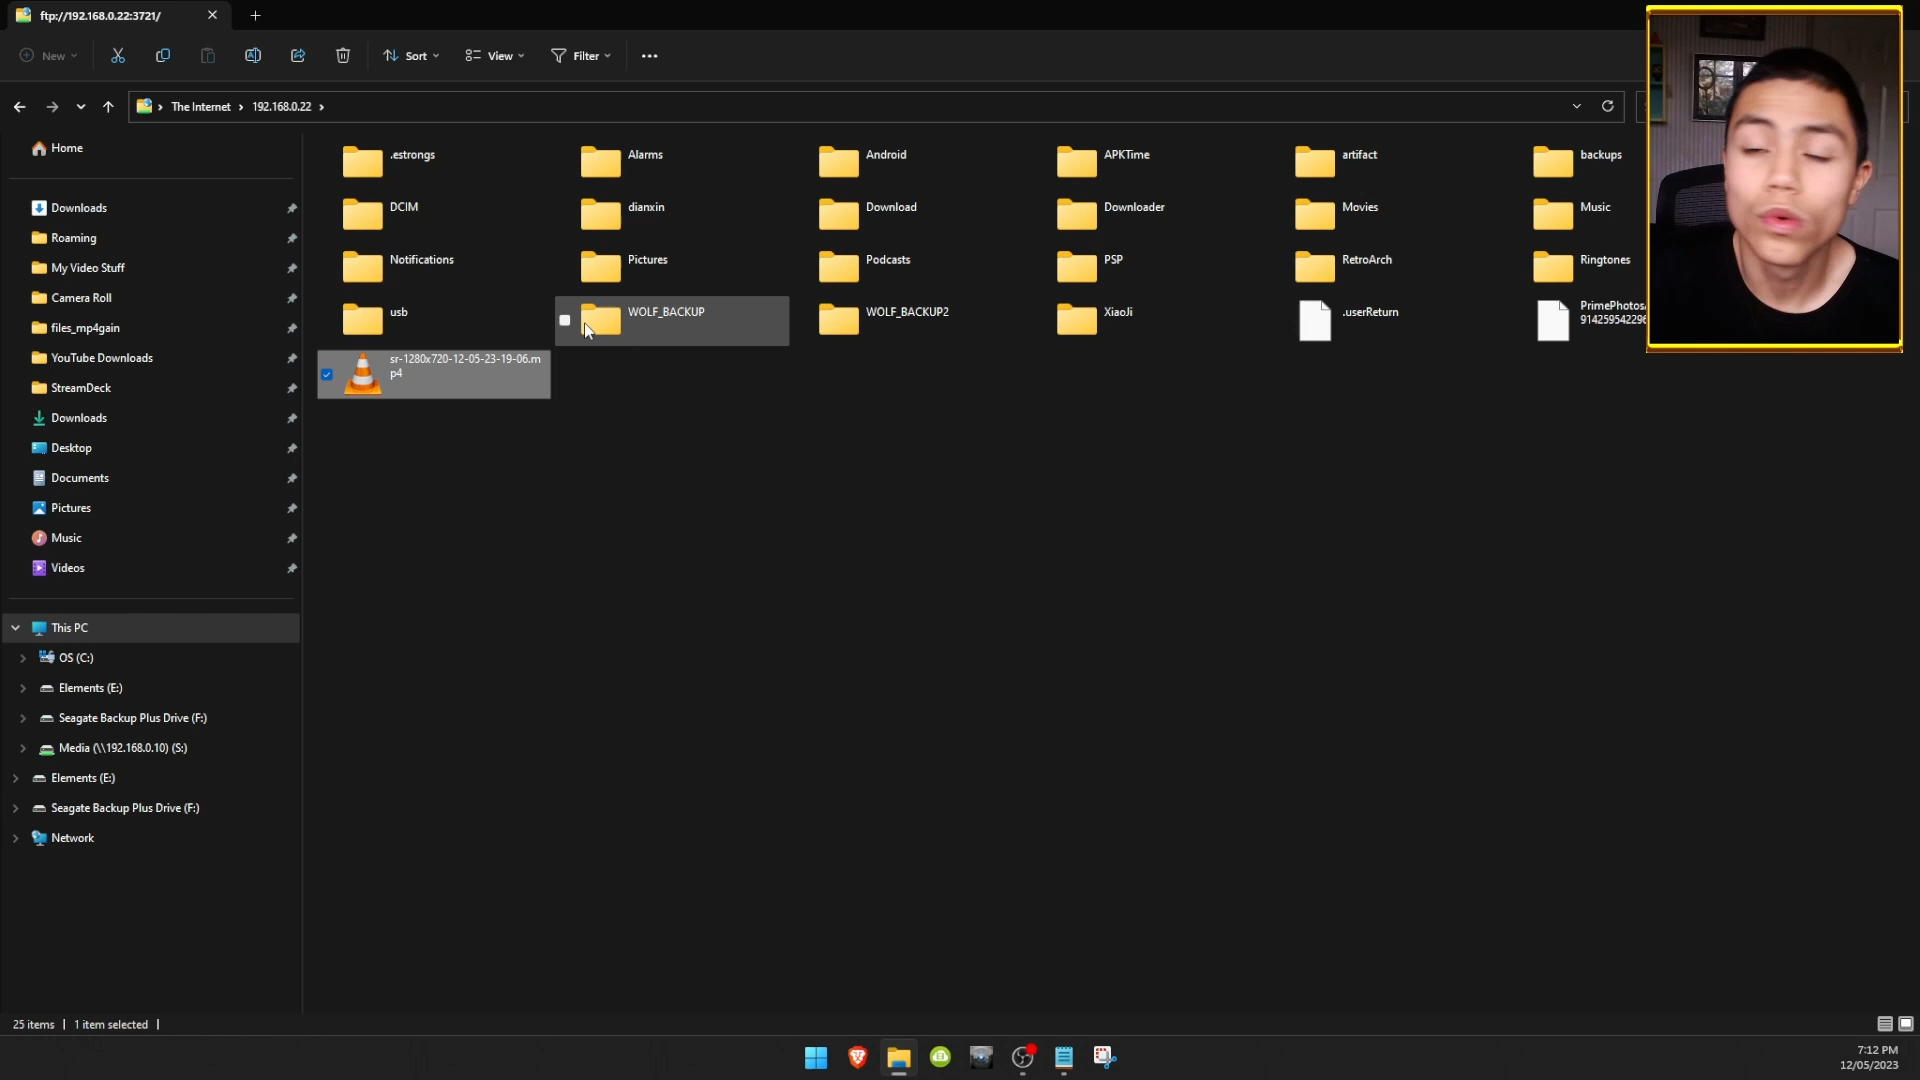 ftp://192.168.0.22:3721/
New
Sort
View
Filter
The Internet
192.168.0.22
Home
Downloads
Roaming
My Video Stuff
Camera Roll
files_mp4gain
YouTube Downloads
StreamDeck
Downloads
Desktop
Documents
Pictures
Music
Videos
This PC
OS (C:)
Elements (E:)
Seagate Backup Plus Drive (F:)
Media (\\192.168.0.10) (S:)
Elements (E:)
Seagate Backup Plus Drive (F:)
Network
.estrongs
Alarms
Android
APKTime
artifact
backups
DCIM
dianxin
Download
Downloader
Movies
Music
Notifications
Pictures
Podcasts
PSP
RetroArch
Ringtones
usb
WOLF_BACKUP
WOLF_BACKUP2
XiaoJi
.userReturn
PrimePhotos
914259542296
sr-1280x720-12-05-23-19-06.m
p4
25 items
1 item selected
7:12 PM
12/05/2023